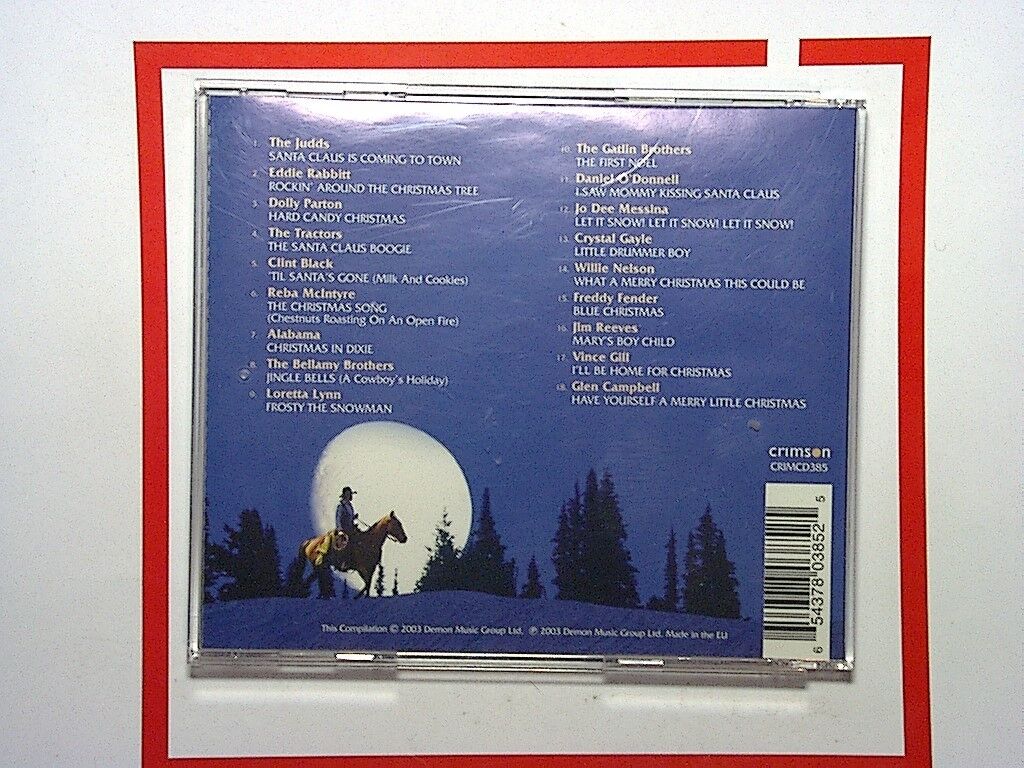 1. The Judds
SANTA CLAUS IS COMING TO TOWN
2. Eddie Rabbitt
ROCKIN' AROUND THE CHRISTMAS TREE
3. Dolly Parton
HARD CANDY CHRISTMAS
4. The Tractors
THE SANTA CLAUS BOOGIE
5. Clint Black
'TIL SANTA'S GONE (Milk And Cookies)
6. Reba McIntyre
THE CHRISTMAS SONG
(Chestnuts Roasting On An Open Fire)
7. Alabama
CHRISTMAS IN DIXIE
8. The Bellamy Brothers
JINGLE BELLS (A Cowboy's Holiday)
9. Loretta Lynn
FROSTY THE SNOWMAN
10. The Gatlin Brothers
THE FIRST NOEL
11. Daniel O'Donnell
I SAW MOMMY KISSING SANTA CLAUS
12. Jo Dee Messina
LET IT SNOW! LET IT SNOW! LET IT SNOW!
13. Crystal Gayle
LITTLE DRUMMER BOY
14. Willie Nelson
WHAT A MERRY CHRISTMAS THIS COULD BE
15. Freddy Fender
BLUE CHRISTMAS
16. Jim Reeves
MARY'S BOY CHILD
17. Vince Gill
I'LL BE HOME FOR CHRISTMAS
18. Glen Campbell
HAVE YOURSELF A MERRY LITTLE CHRISTMAS
crimson
CRIMCD385
6 54378 03852 5
This Compilation © 2003 Demon Music Group Ltd. ℗ 2003 Demon Music Group Ltd. Made in the EU